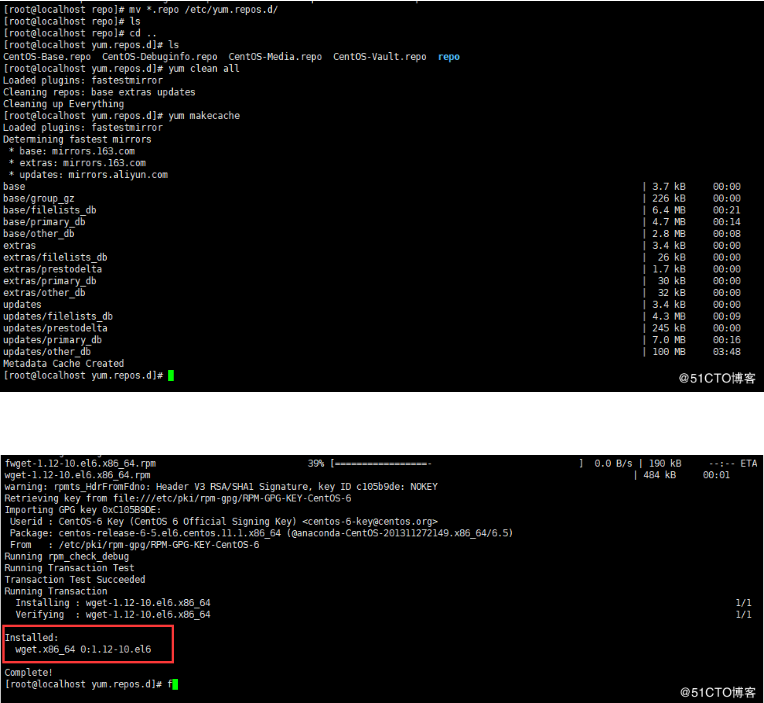 [root@localhost repo]# mv *.repo /etc/yum.repos.d/
[root@localhost repo]# ls
[root@localhost repo]# cd ..
[root@localhost yum.repos.d]# ls
CentOS-Base.repo  CentOS-Debuginfo.repo  CentOS-Media.repo  CentOS-Vault.repo  repo
[root@localhost yum.repos.d]# yum clean all
Loaded plugins: fastestmirror
Cleaning repos: base extras updates
Cleaning up Everything
[root@localhost yum.repos.d]# yum makecache
Loaded plugins: fastestmirror
Determining fastest mirrors
 * base: mirrors.163.com
 * extras: mirrors.163.com
 * updates: mirrors.aliyun.com
base | 3.7 kB 00:00
base/group_gz | 226 kB 00:00
base/filelists_db | 6.4 MB 00:21
base/primary_db | 4.7 MB 00:14
base/other_db | 2.8 MB 00:08
extras | 3.4 kB 00:00
extras/filelists_db | 26 kB 00:00
extras/prestodelta | 1.7 kB 00:00
extras/primary_db | 30 kB 00:00
extras/other_db | 32 kB 00:00
updates | 3.4 kB 00:00
updates/filelists_db | 4.3 MB 00:09
updates/prestodelta | 245 kB 00:00
updates/primary_db | 7.0 MB 00:16
updates/other_db | 100 MB 03:48
Metadata Cache Created
[root@localhost yum.repos.d]#
@51CTO博客
fwget-1.12-10.el6.x86_64.rpm 39% [=================- ] 0.0 B/s | 190 kB --:-- ETA
wget-1.12-10.el6.x86_64.rpm | 484 kB 00:01
warning: rpmts_HdrFromFdno: Header V3 RSA/SHA1 Signature, key ID c105b9de: NOKEY
Retrieving key from file:///etc/pki/rpm-gpg/RPM-GPG-KEY-CentOS-6
Importing GPG key 0xC105B9DE:
 Userid : CentOS-6 Key (CentOS 6 Official Signing Key) <centos-6-key@centos.org>
 Package: centos-release-6-5.el6.centos.11.1.x86_64 (@anaconda-CentOS-201311272149.x86_64/6.5)
 From   : /etc/pki/rpm-gpg/RPM-GPG-KEY-CentOS-6
Running rpm_check_debug
Running Transaction Test
Transaction Test Succeeded
Running Transaction
  Installing : wget-1.12-10.el6.x86_64 1/1
  Verifying  : wget-1.12-10.el6.x86_64 1/1
Installed:
  wget.x86_64 0:1.12-10.el6
Complete!
[root@localhost yum.repos.d]# f
@51CTO博客